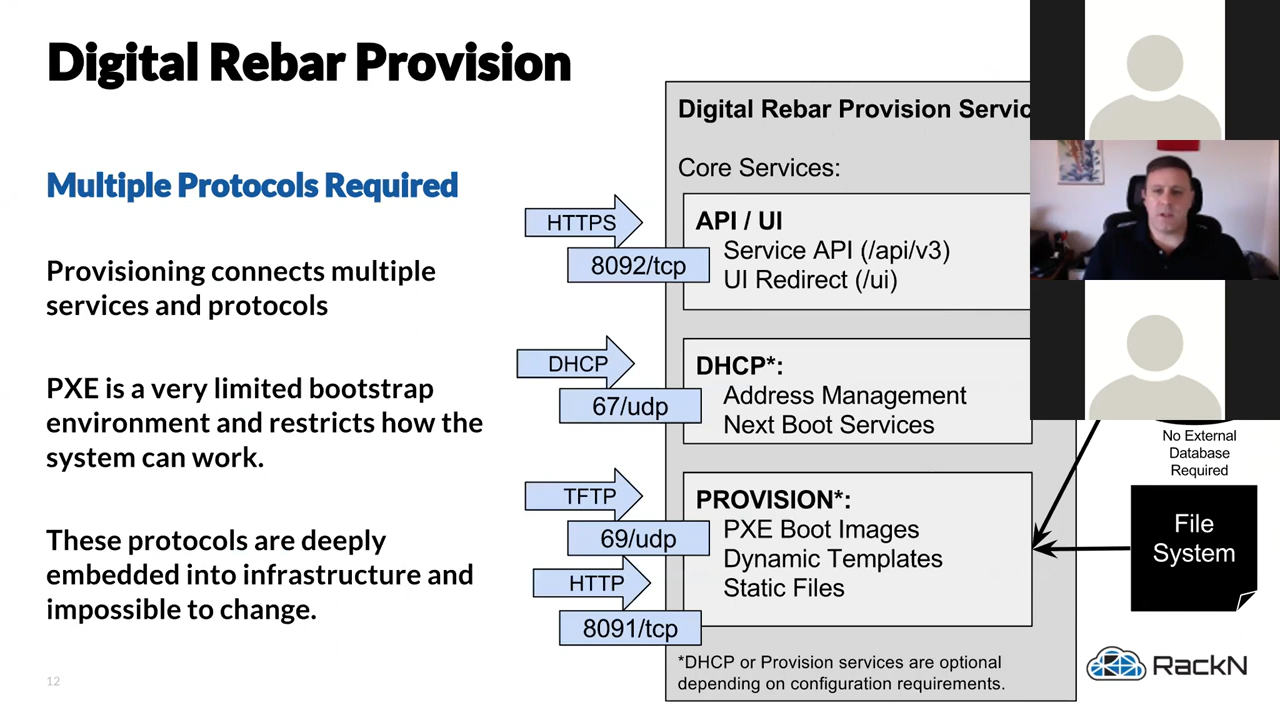 Digital Rebar Provision
Multiple Protocols Required
Provisioning connects multiple
services and protocols
PXE is a very limited bootstrap
environment and restricts how the
system can work.
These protocols are deeply
embedded into infrastructure and
impossible to change.
12
Digital Rebar Provision Servic
Core Services:
HTTPS
8092/tcp
API / UI
Service API (/api/v3)
UI Redirect (/ui)
DHCP
67/udp
DHCP*:
Address Management
Next Boot Services
TFTP
69/udp
HTTP
8091/tcp
PROVISION*:
PXE Boot Images
Dynamic Templates
Static Files
*DHCP or Provision services are optional
depending on configuration requirements.
No External
Database
Required
File
System
RackN